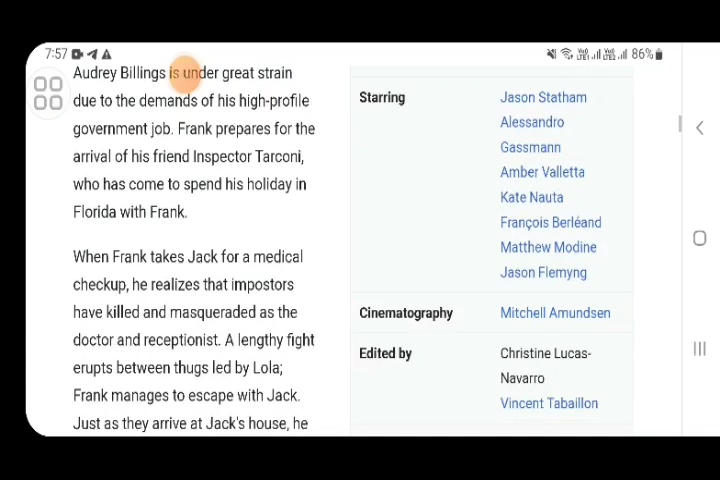 7:57
86%
Audrey Billings is under great strain
due to the demands of his high-profile
government job. Frank prepares for the
arrival of his friend Inspector Tarconi,
who has come to spend his holiday in
Florida with Frank.
When Frank takes Jack for a medical
checkup, he realizes that impostors
have killed and masqueraded as the
doctor and receptionist. A lengthy fight
erupts between thugs led by Lola;
Frank manages to escape with Jack.
Just as they arrive at Jack's house, he
Starring
Jason Statham
Alessandro
Gassmann
Amber Valletta
Kate Nauta
François Berléand
Matthew Modine
Jason Flemyng
Cinematography
Mitchell Amundsen
Edited by
Christine Lucas-
Navarro
Vincent Tabaillon